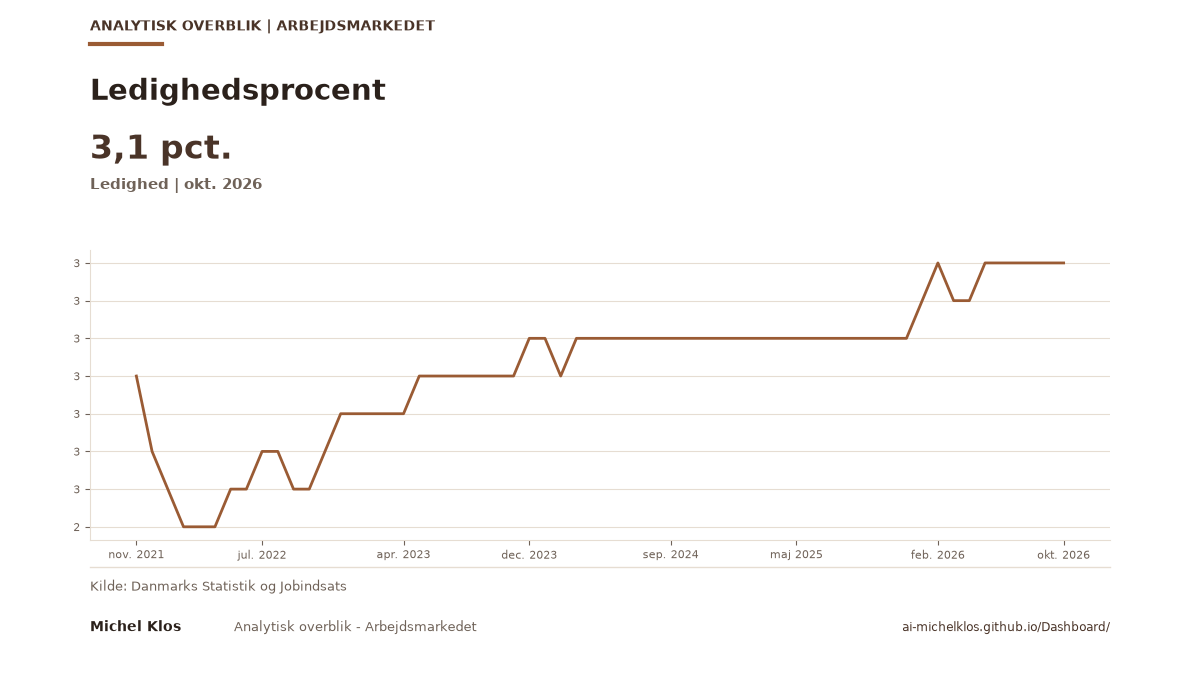 ANALYTISK OVERBLIK | ARBEJDSMARKEDET
Ledighedsprocent
3,1 pct.
Ledighed | okt. 2026
3
3
3
3
3
3
3
2
nov. 2021 jul. 2022 apr. 2023 dec. 2023 sep. 2024 maj 2025 feb. 2026 okt. 2026
Kilde: Danmarks Statistik og Jobindsats
Michel Klos Analytisk overblik - Arbejdsmarkedet ai-michelklos.github.io/Dashboard/